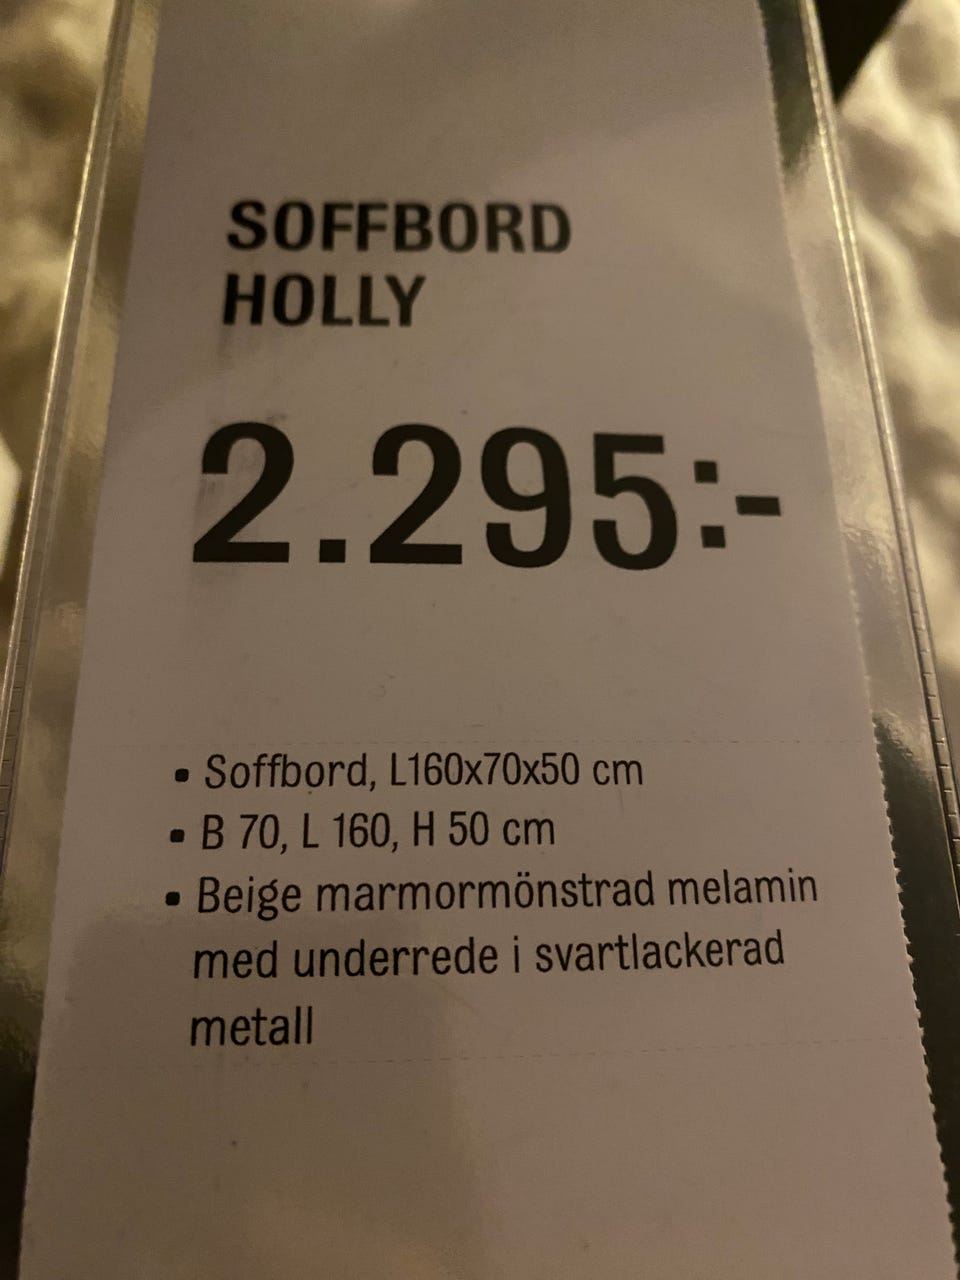 SOFFBORD
HOLLY
2.295:-
▪ Soffbord, L160x70x50 cm
▪ B 70, L 160, H 50 cm
▪ Beige marmormönstrad melamin
med underrede i svartlackerad
metall